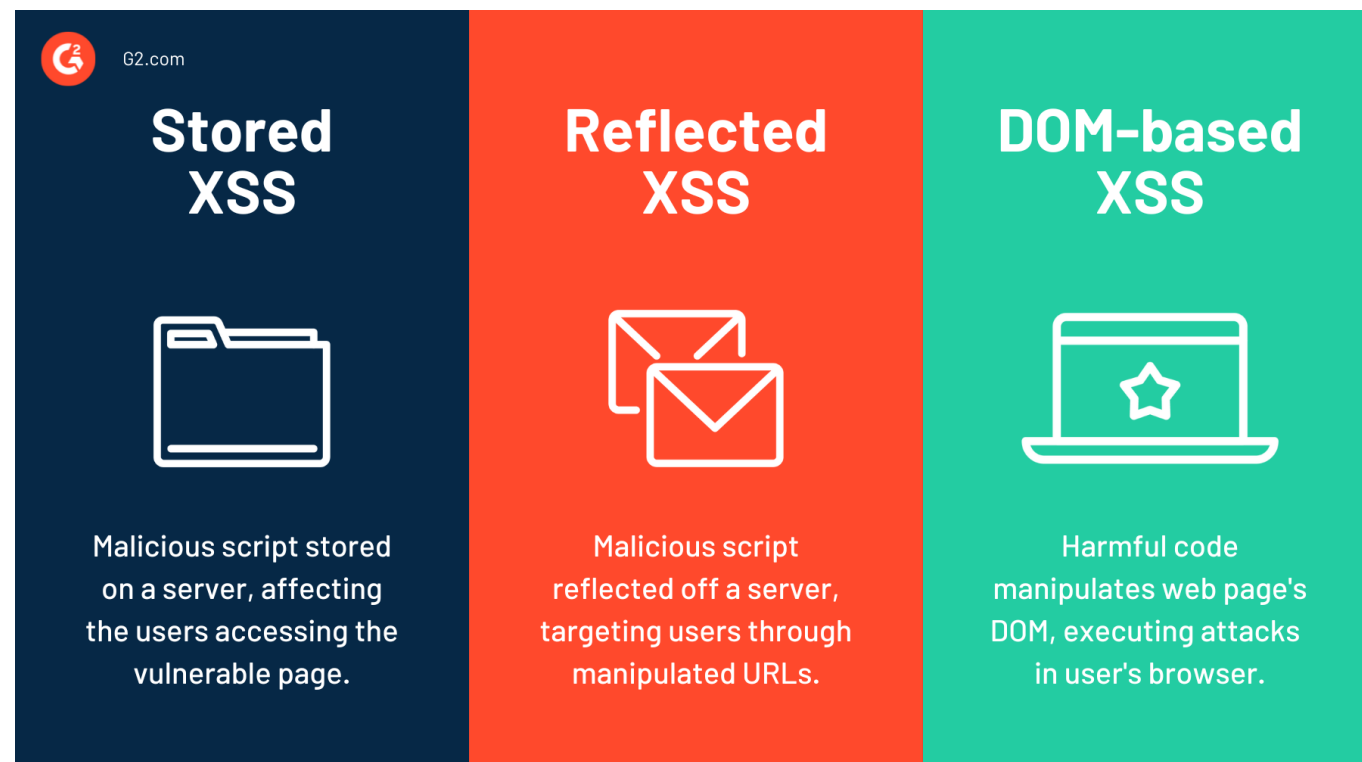 G2.com
Stored
XSS
Malicious script stored
on a server, affecting
the users accessing the
vulnerable page.
Reflected
XSS
Malicious script
reflected off a server,
targeting users through
manipulated URLs.
DOM-based
XSS
Harmful code
manipulates web page's
DOM, executing attacks
in user's browser.